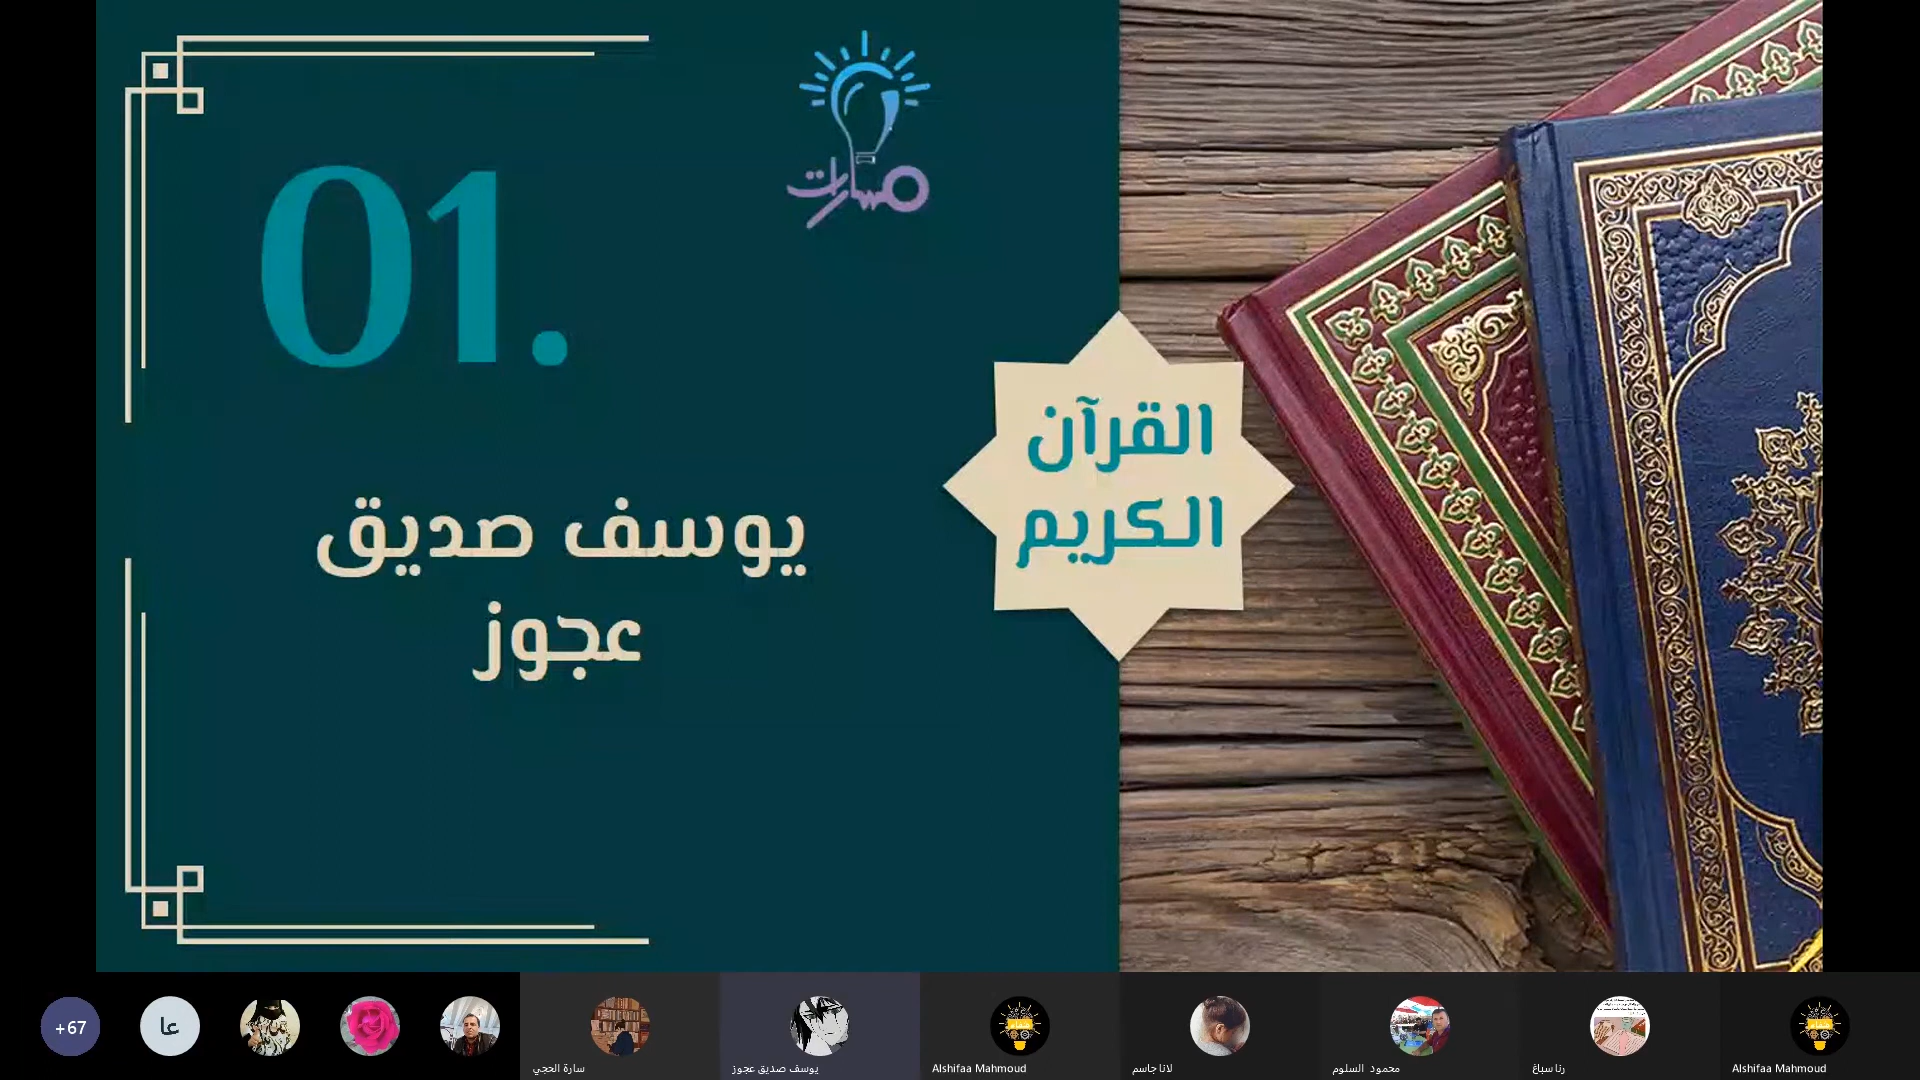 مسارات
01.
القرآن
الكريم
يوسف صديق
عجوز
+67
عا
سارة الحجي
يوسف صديق عجوز
Alshifaa Mahmoud
لانا جاسم
محمود السلوم
رنا سباغ
Alshifaa Mahmoud